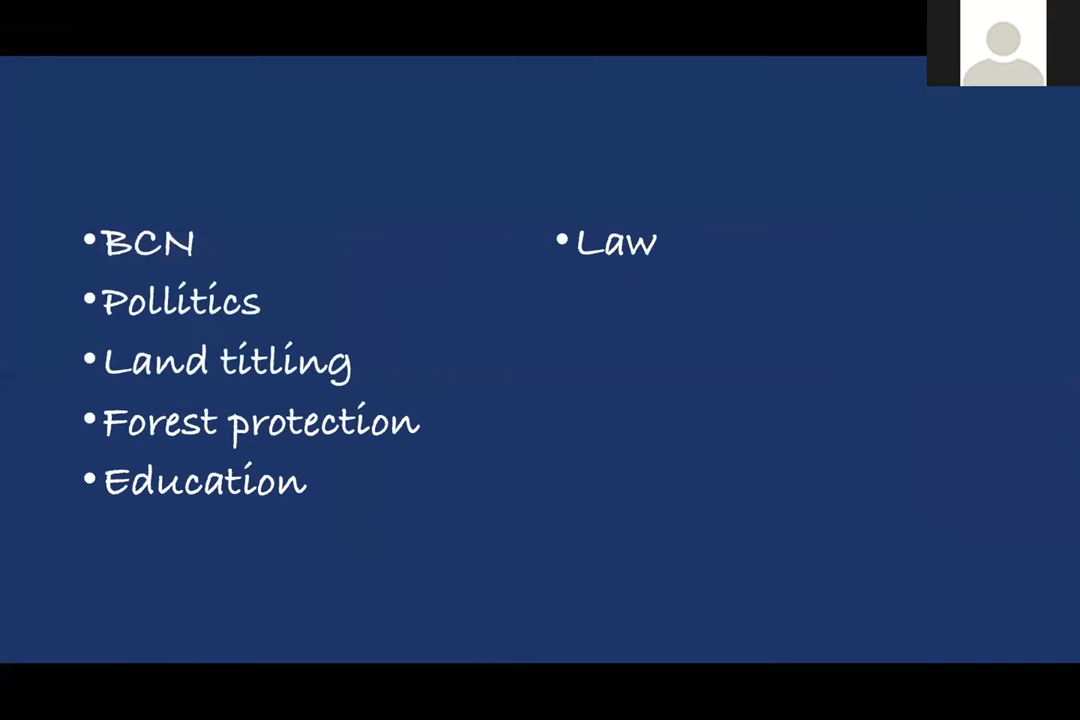 •BCN
•Pollitics
•Land titling
•Forest protection
•Education
•Law